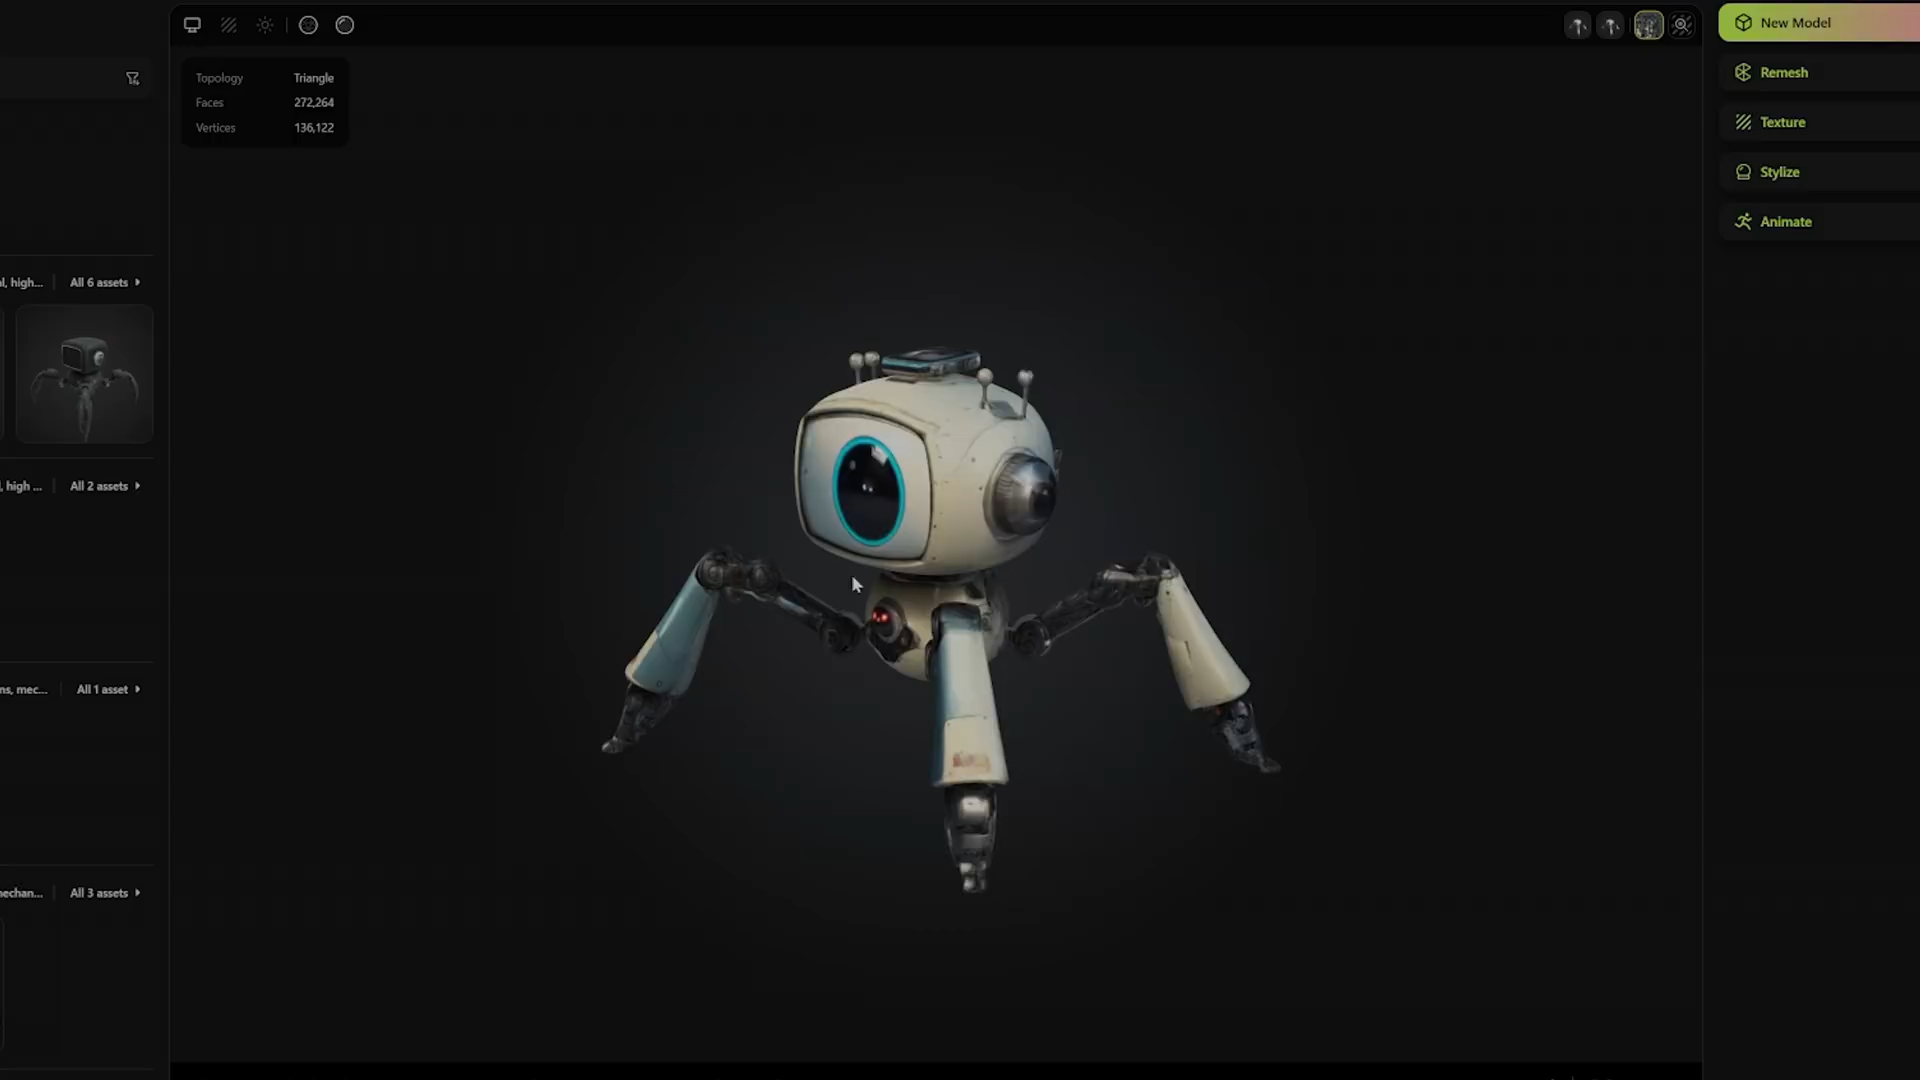 Topology Triangle
Faces 272,264
Vertices 136,122
New Model
Remesh
Texture
Stylize
Animate
l, high... All 6 assets
, high ... All 2 assets
ns, mec... All 1 asset
mechan... All 3 assets